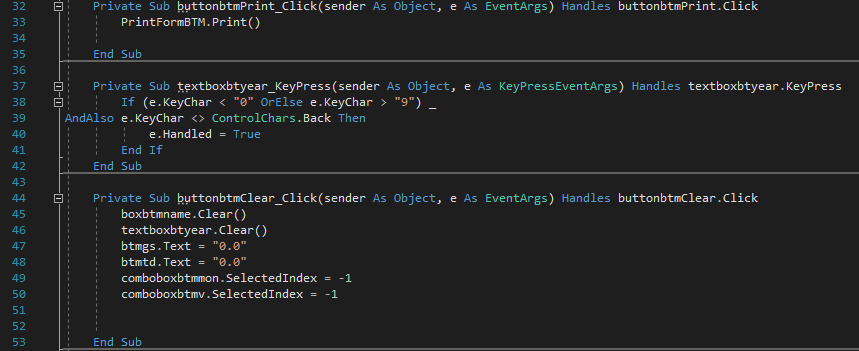 32 Private Sub buttonbtmPrint_Click(sender As Object, e As EventArgs) Handles buttonbtmPrint.Click
33 PrintFormBTM.Print()
34
35 End Sub
36
37 Private Sub textboxbtyear_KeyPress(sender As Object, e As KeyPressEventArgs) Handles textboxbtyear.KeyPress
38 If (e.KeyChar < "0" OrElse e.KeyChar > "9") _
39 AndAlso e.KeyChar <> ControlChars.Back Then
40 e.Handled = True
41 End If
42 End Sub
43
44 Private Sub buttonbtmClear_Click(sender As Object, e As EventArgs) Handles buttonbtmClear.Click
45 boxbtmname.Clear()
46 textboxbtyear.Clear()
47 btmgs.Text = "0.0"
48 btmtd.Text = "0.0"
49 comboboxbtmmon.SelectedIndex = -1
50 comboboxbtmv.SelectedIndex = -1
51
52
53 End Sub